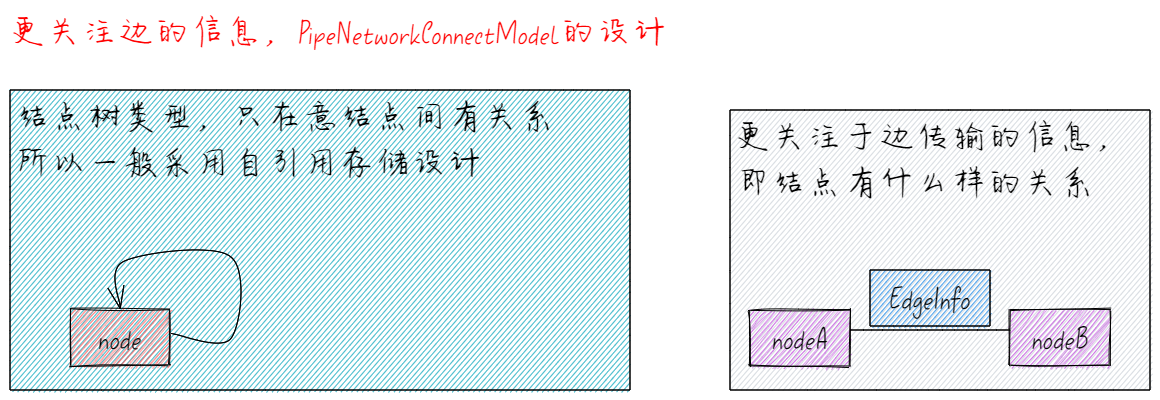 更关注边的信息，PipeNetworkConnectModel的设计
结点树类型，只在意结点间有关系
所以一般采用自引用存储设计
node
更关注于边传输的信息，
即结点有什么样的关系
EdgeInfo
nodeA
nodeB